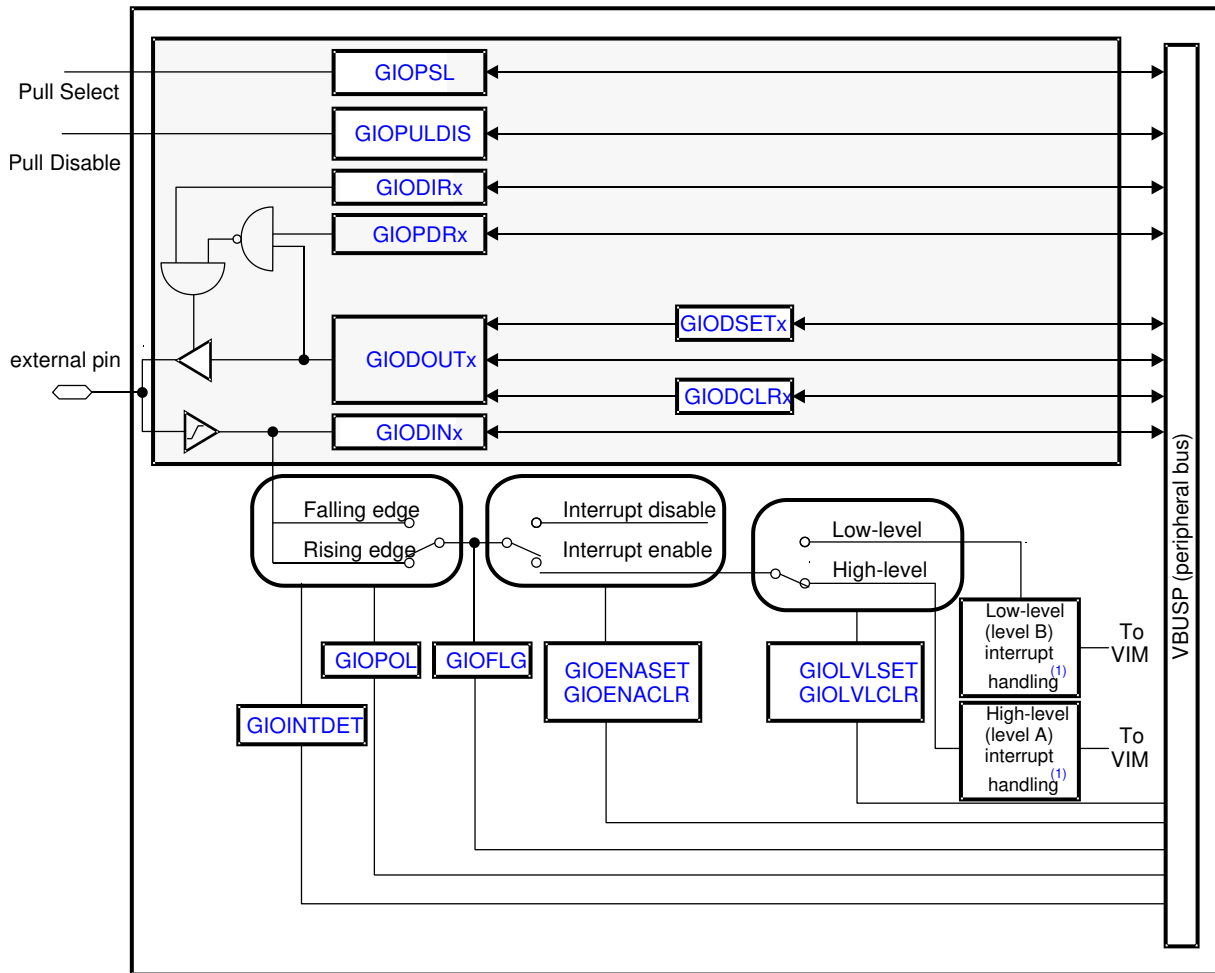 GIOPSL
Pull Select
GIOPULDIS
Pull Disable
GIODIRx
GIOPDRx
GIODSETx
external pin
GIODOUTx
GIODCLRx
GIODINx
VBUSP (peripheral bus)
Falling edge
Rising edge
Interrupt disable
Interrupt enable
Low-level
High-level
Low-level
(level B)
interrupt
handling(1)
To
VIM
GIOPOL
GIOFLG
GIOENASET
GIOENACLR
GIOLVLSET
GIOLVLCLR
GIOINTDET
High-level
(level A)
interrupt
handling(1)
To
VIM